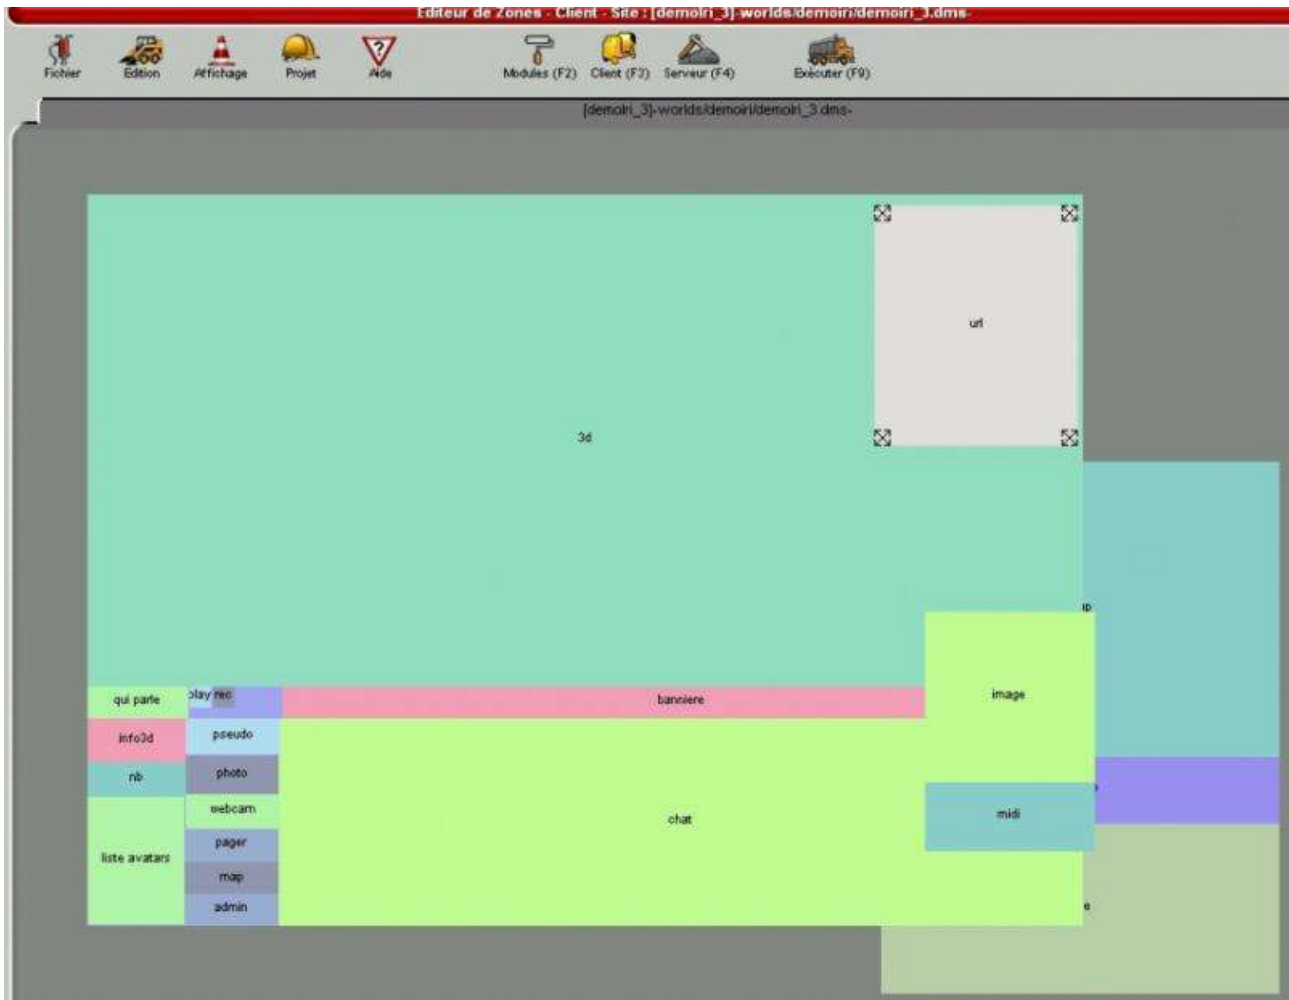 Editeur de Zones - Client - Site : [demoiri_3]-worlds/demoiri/demoiri_3.dms-
Fichier Edition Affichage Projet Aide Modules (F2) Client (F3) Serveur (F4) Exécuter (F9)
[demoiri_3]-worlds/demoiri/demoiri_3.dms-
url
3d
image
qui parle
play rec
banniere
info3d
pseudo
nb
photo
webcam
midi
chat
pager
liste avatars
map
admin
e